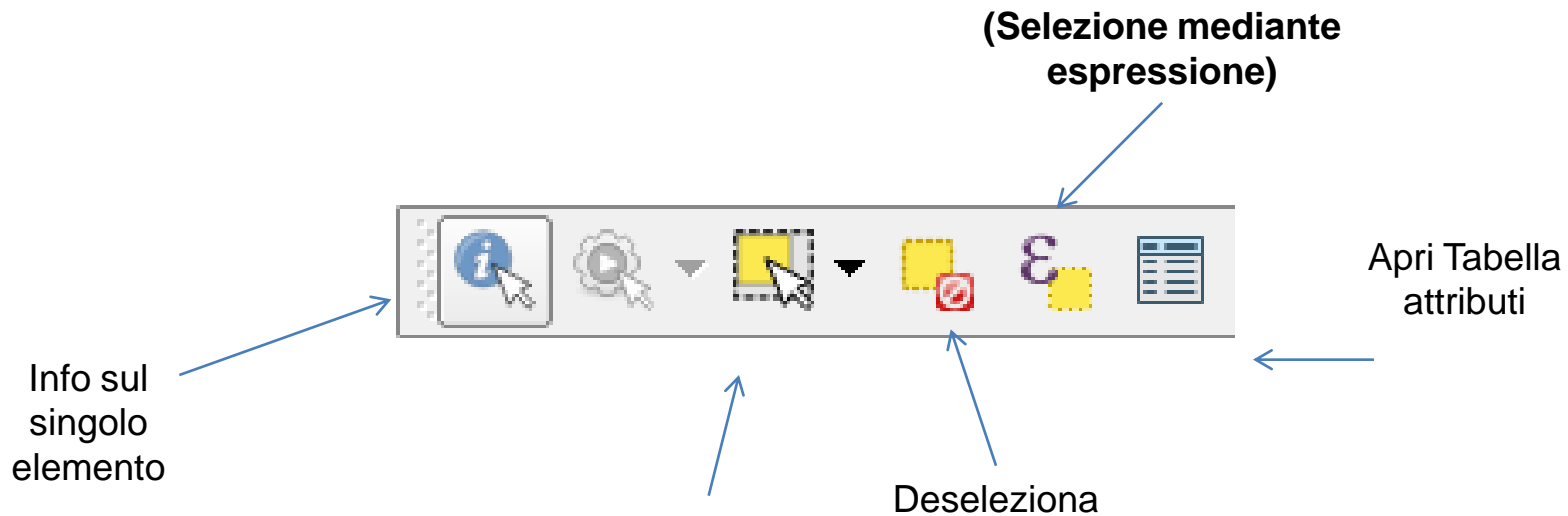 (Selezione mediante
espressione)
Apri Tabella
attributi
Info sul
singolo
elemento
Deseleziona